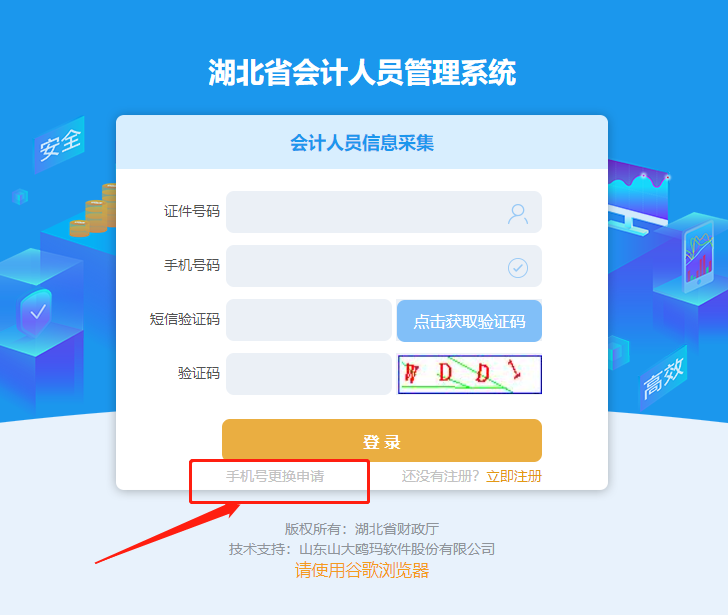 湖北省会计人员管理系统
安全
会计人员信息采集
证件号码
手机号码
短信验证码 点击获取验证码
验证码 WDD1
高效
登 录
手机号更换申请 还没有注册? 立即注册
版权所有：湖北省财政厅
技术支持：山东山大鸥玛软件股份有限公司
请使用谷歌浏览器